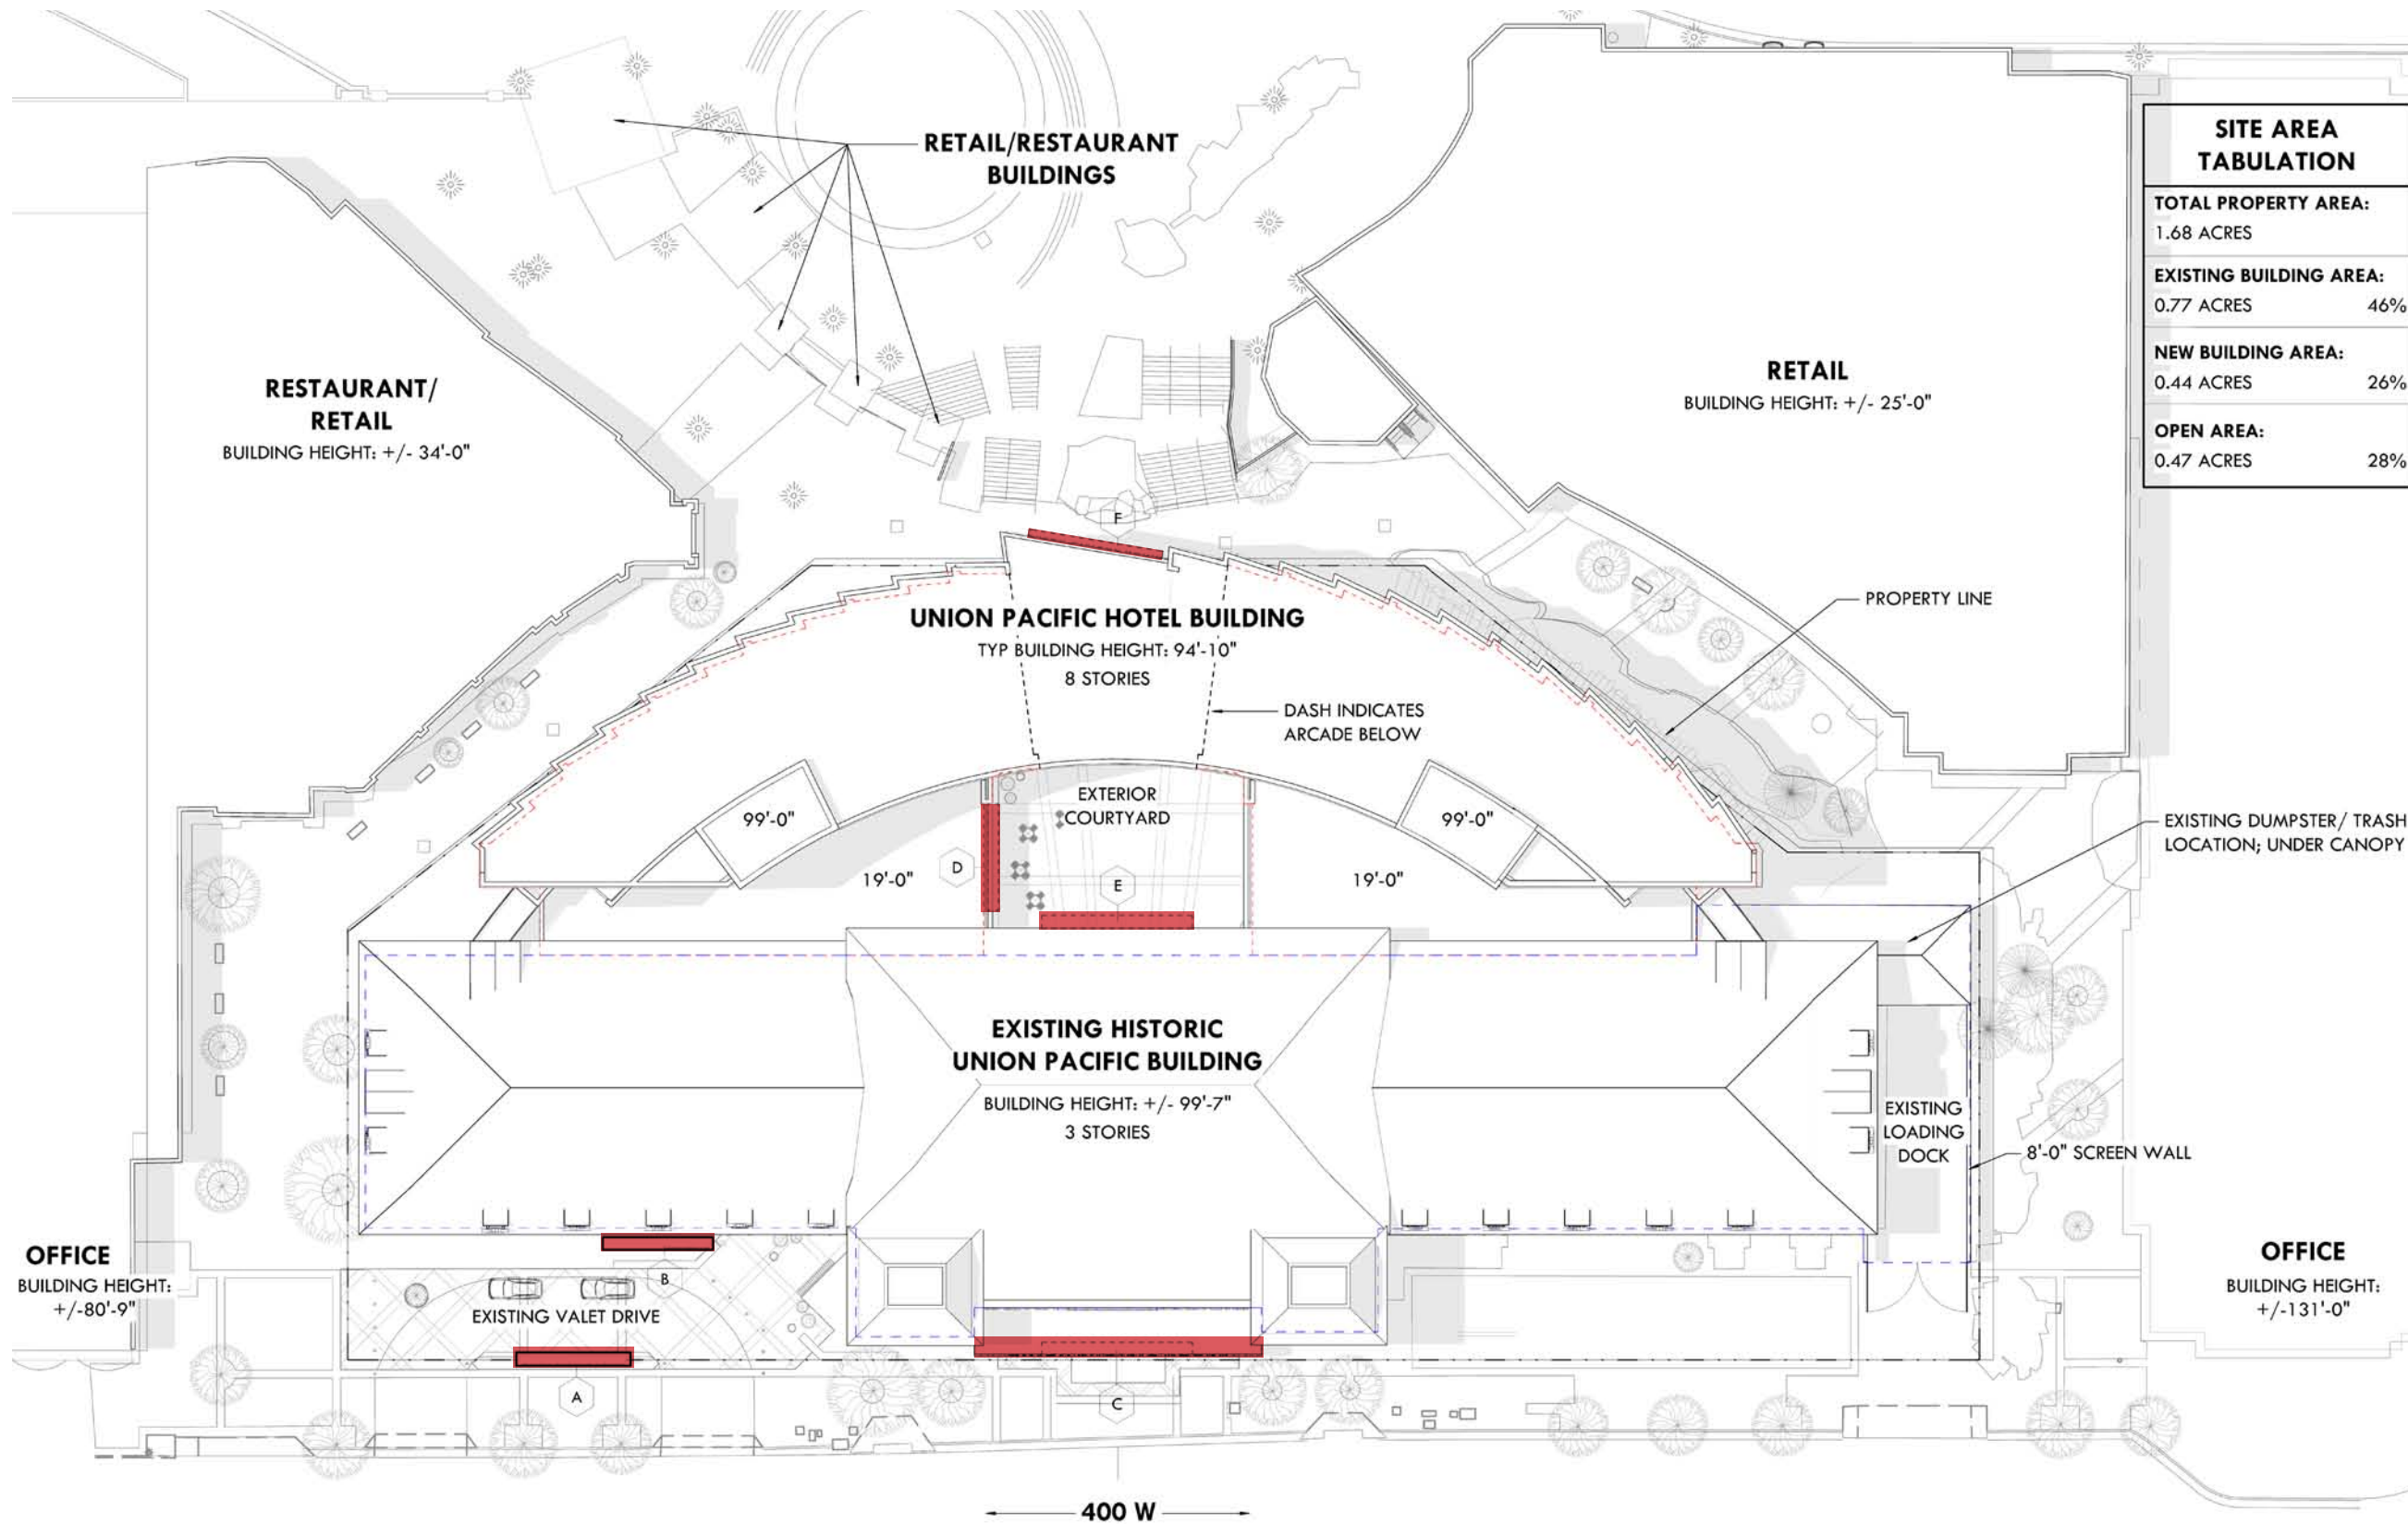 RETAIL/RESTAURANT
BUILDINGS
SITE AREA
TABULATION
TOTAL PROPERTY AREA:
1.68 ACRES
EXISTING BUILDING AREA:
0.77 ACRES 46%
NEW BUILDING AREA:
0.44 ACRES 26%
OPEN AREA:
0.47 ACRES 28%
RESTAURANT/
RETAIL
BUILDING HEIGHT: +/- 34'-0"
RETAIL
BUILDING HEIGHT: +/- 25'-0"
F
UNION PACIFIC HOTEL BUILDING
TYP BUILDING HEIGHT: 94'-10"
8 STORIES
PROPERTY LINE
DASH INDICATES
ARCADE BELOW
EXTERIOR
COURTYARD
99'-0"
99'-0"
EXISTING DUMPSTER/ TRASH
LOCATION; UNDER CANOPY
19'-0"
D
E
19'-0"
EXISTING HISTORIC
UNION PACIFIC BUILDING
BUILDING HEIGHT: +/- 99'-7"
3 STORIES
EXISTING
LOADING
DOCK
8'-0" SCREEN WALL
OFFICE
BUILDING HEIGHT:
+/-80'-9"
B
EXISTING VALET DRIVE
OFFICE
BUILDING HEIGHT:
+/-131'-0"
A
C
400 W